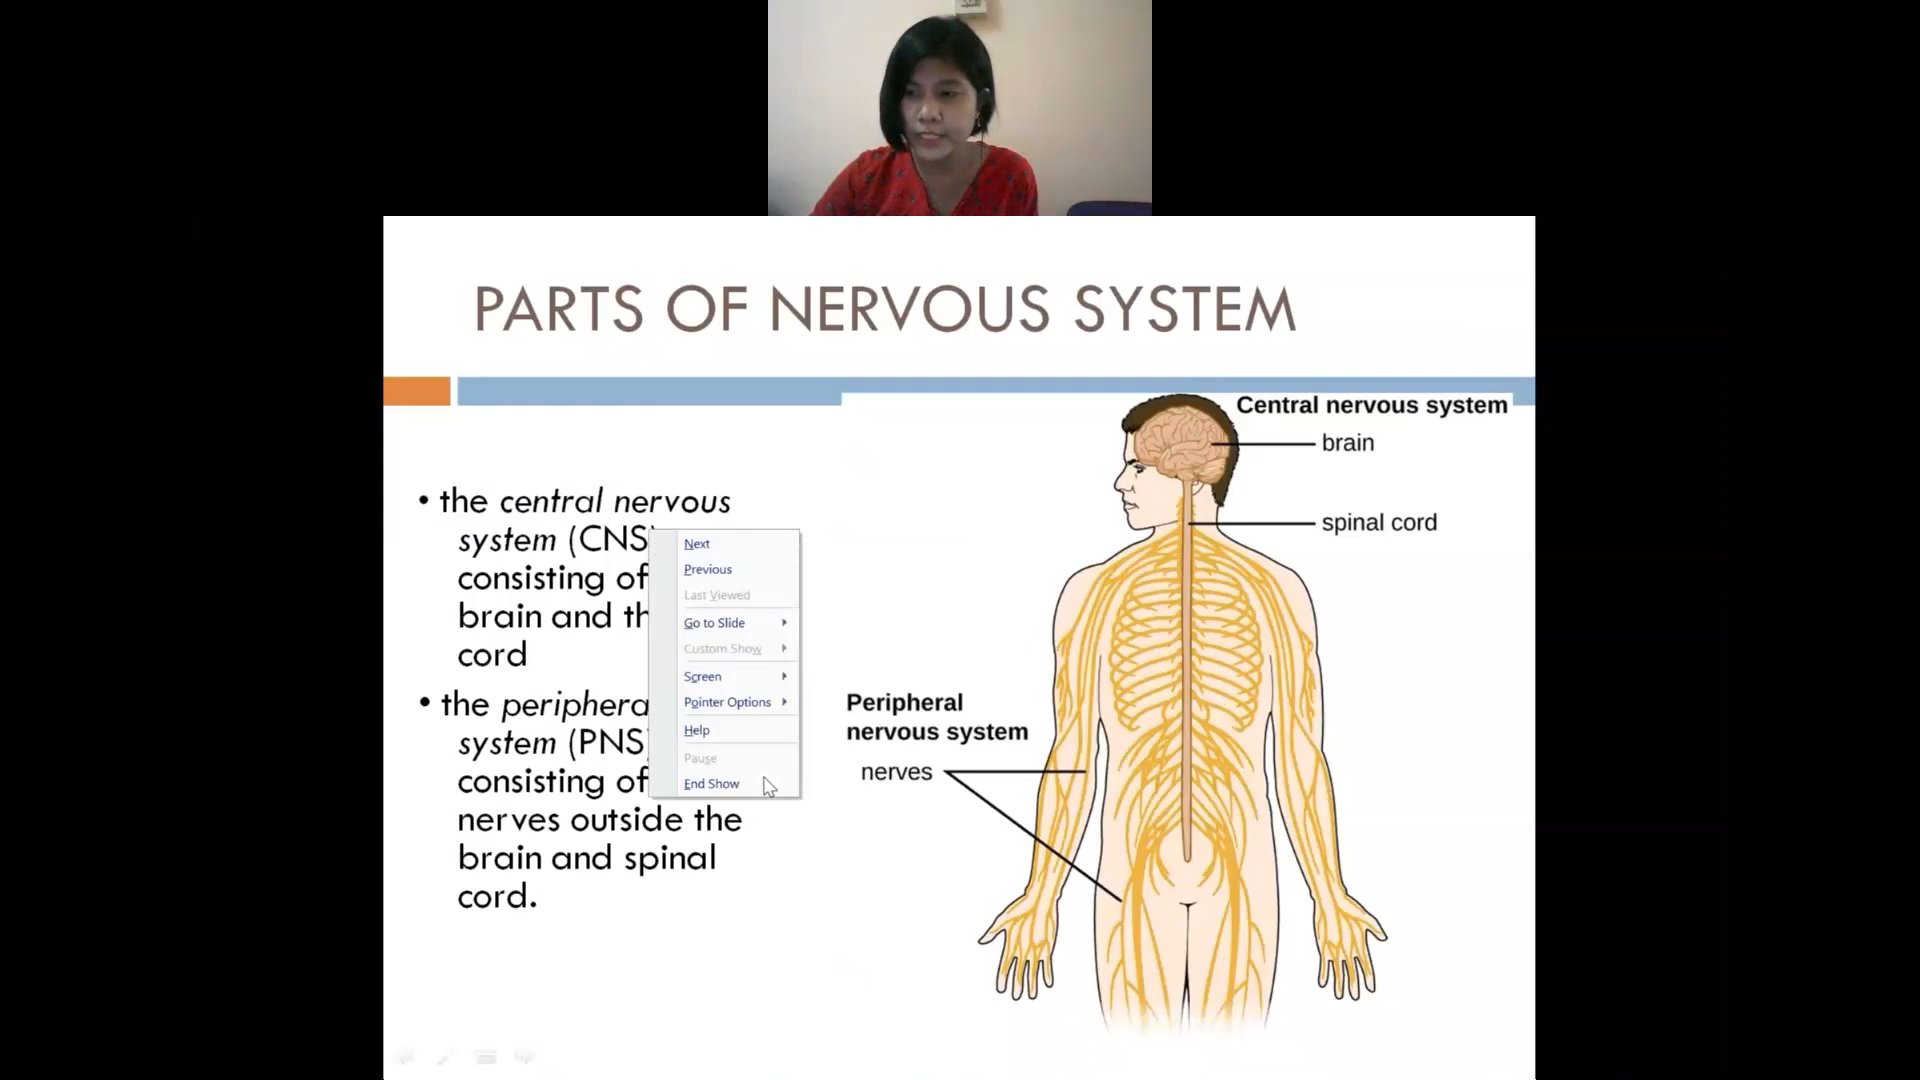 PARTS OF NERVOUS SYSTEM
• the central nervous
system (CNS)
consisting of
brain and th
cord
• the periphera
system (PNS)
consisting of
nerves outside the
brain and spinal
cord.
Next
Previous
Last Viewed
Go to Slide
Custom Show
Screen
Pointer Options
Help
Pause
End Show
Central nervous system
brain
spinal cord
Peripheral
nervous system
nerves